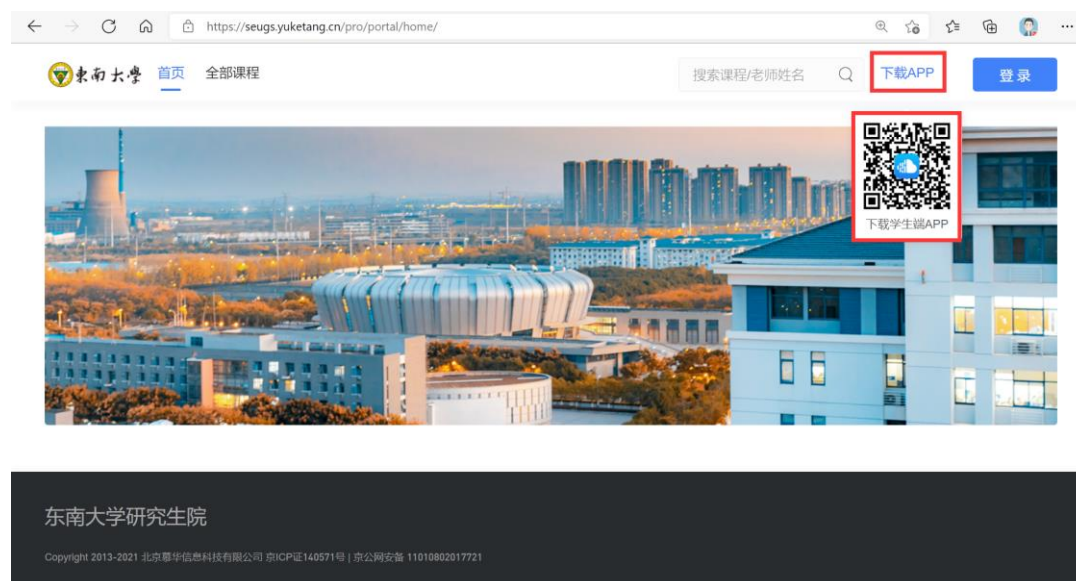 https://seugs.yuketang.cn/pro/portal/home/
東南大學 首页 全部课程 搜索课程/老师姓名 下载APP 登录
下载学生端APP
东南大学研究生院
Copyright 2013-2021 北京慕华信息科技有限公司 京ICP证140571号 | 京公网安备 11010802017721